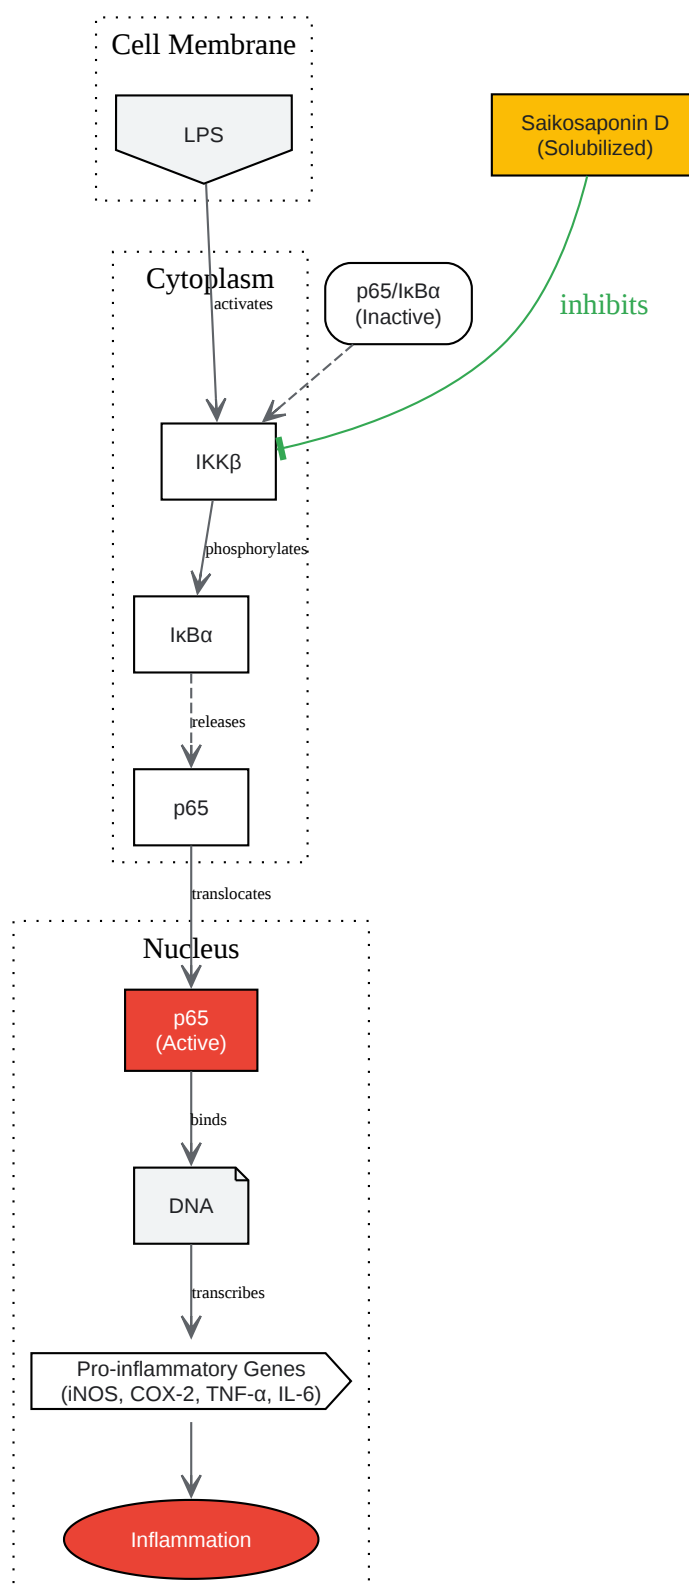 Cell Membrane
LPS
Saikosaponin D
(Solubilized)
Cytoplasm
activates
p65/IκBα
(Inactive)
inhibits
IKKβ
phosphorylates
IκBα
releases
p65
translocates
Nucleus
p65
(Active)
binds
DNA
transcribes
Pro-inflammatory Genes
(iNOS, COX-2, TNF-α, IL-6)
Inflammation